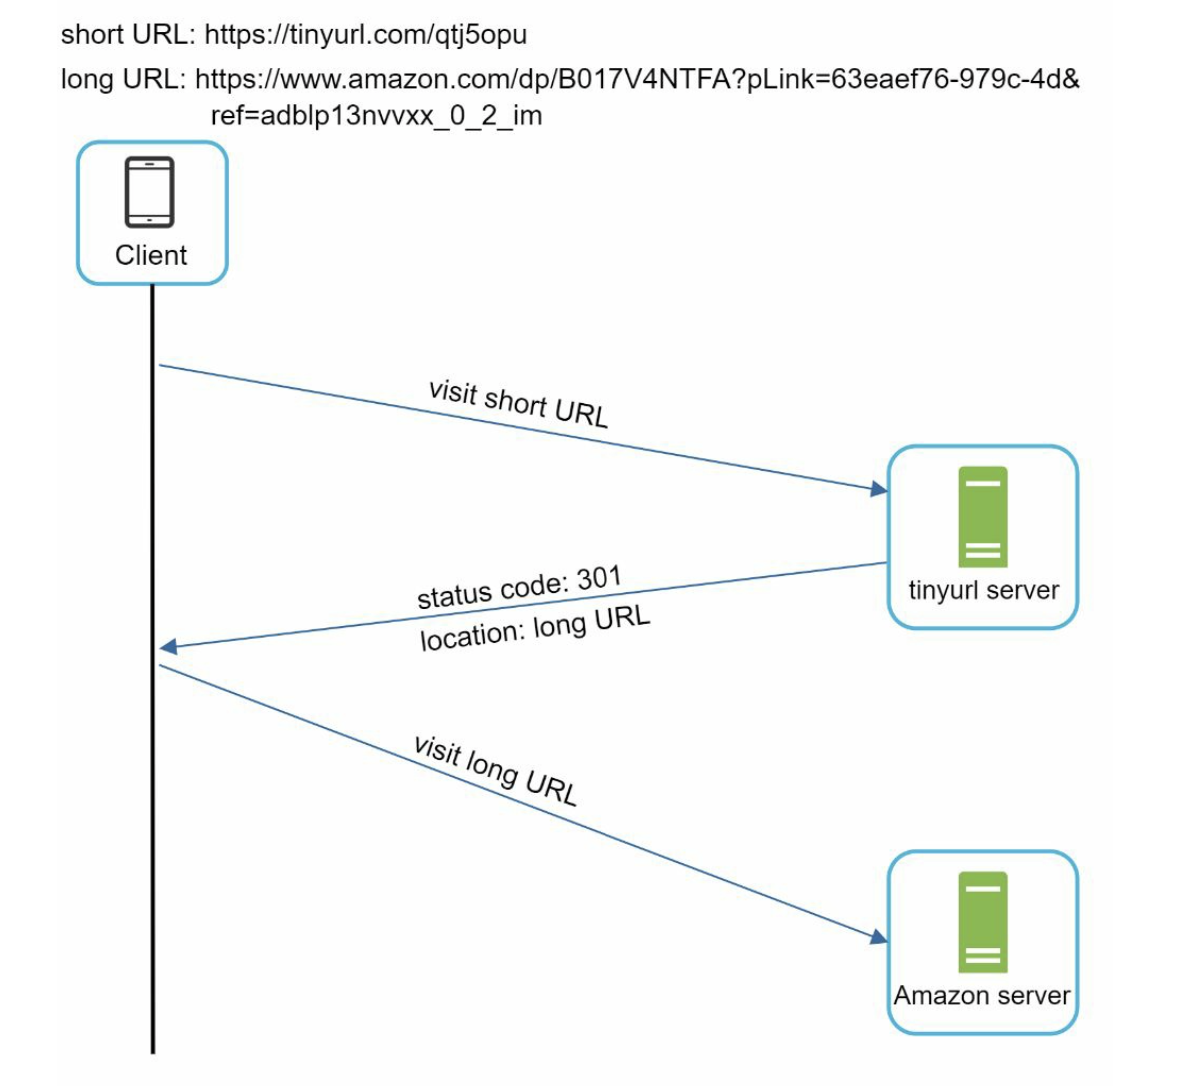 short URL: https://tinyurl.com/qtj5opu
long URL: https://www.amazon.com/dp/B017V4NTFA?pLink=63eaef76-979c-4d&
ref=adblp13nvvxx_0_2_im
Client
visit short URL
tinyurl server
status code: 301
location: long URL
visit long URL
Amazon server